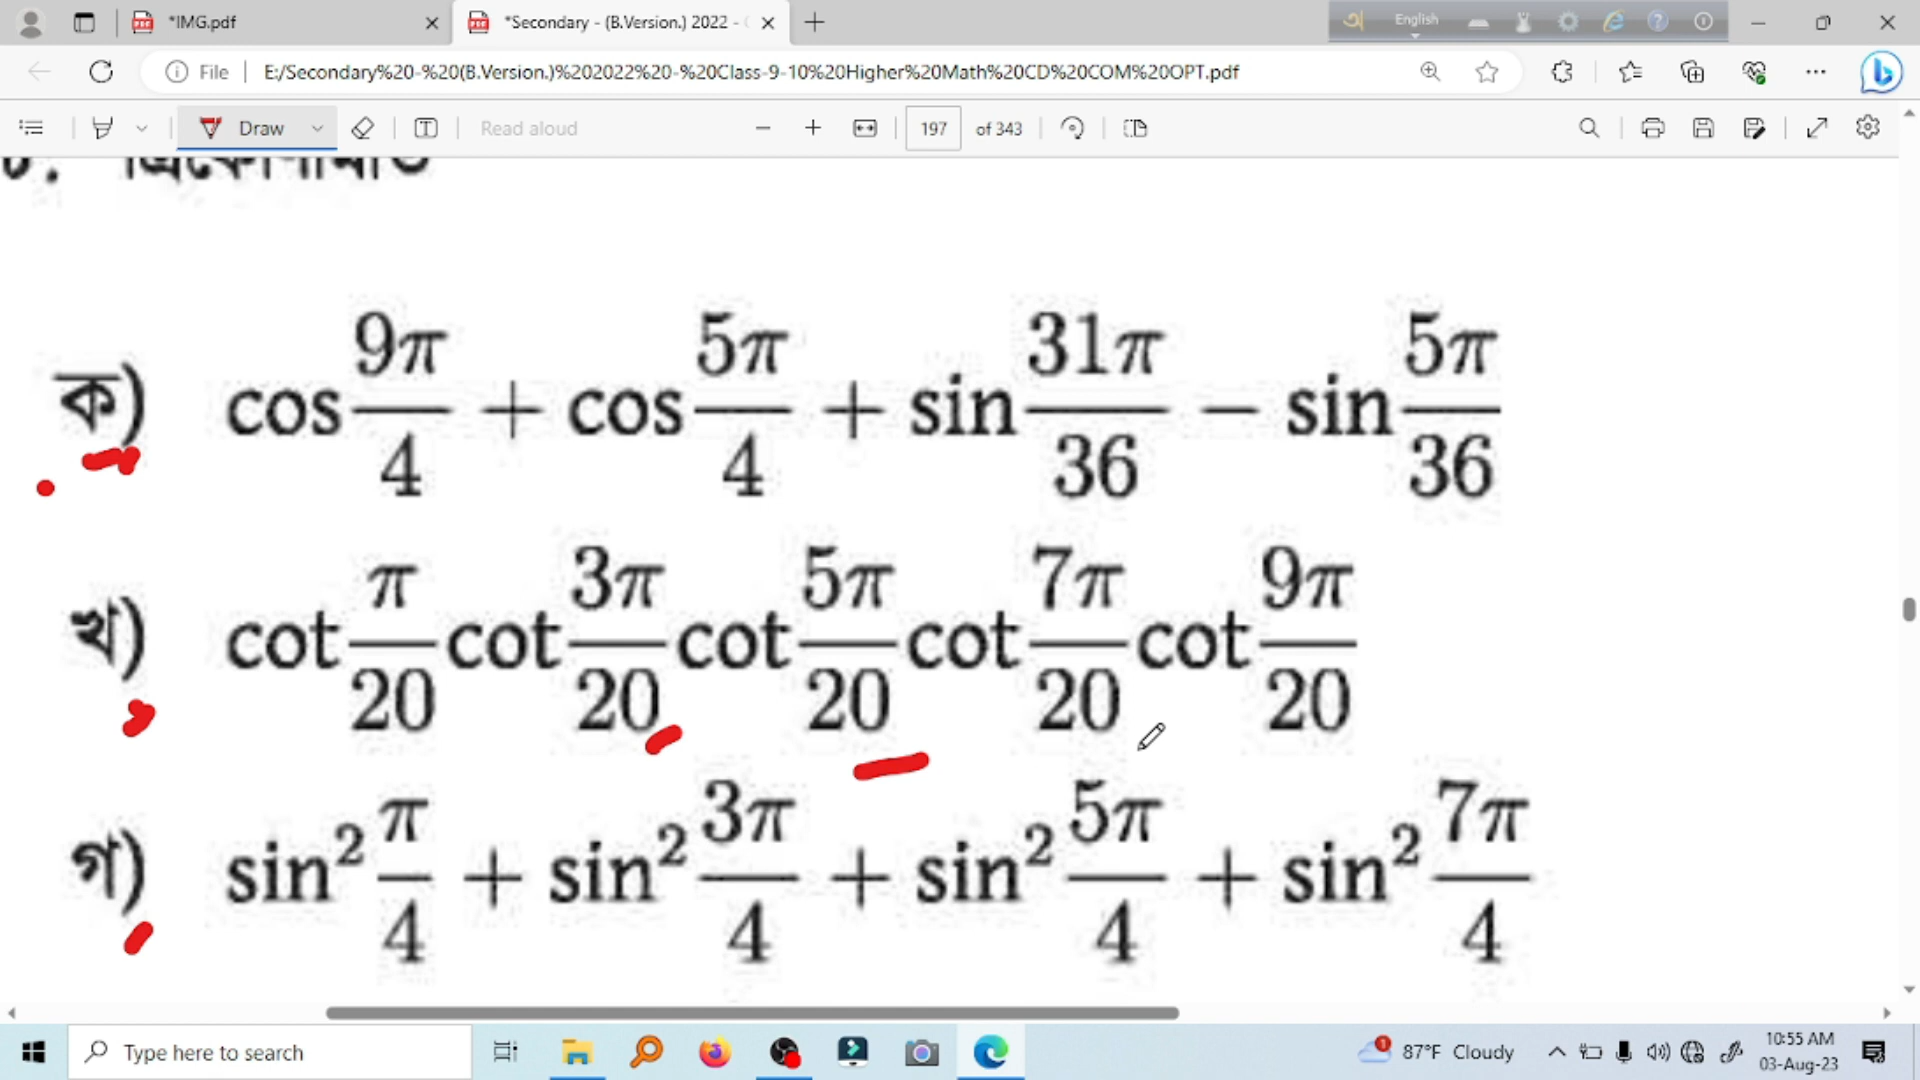 *IMG.pdf
*Secondary - (B.Version.) 2022 -
English
File
E:/Secondary%20-%20(B.Version.)%202022%20-%20Class-9-10%20Higher%20Math%20CD%20COM%20OPT.pdf
Draw
Read aloud
197 of 343
ক) cos 9π/4 + cos 5π/4 + sin 31π/36 − sin 5π/36
খ) cot π/20 cot 3π/20 cot 5π/20 cot 7π/20 cot 9π/20
গ) sin² π/4 + sin² 3π/4 + sin² 5π/4 + sin² 7π/4
Type here to search
87°F Cloudy
10:55 AM
03-Aug-23